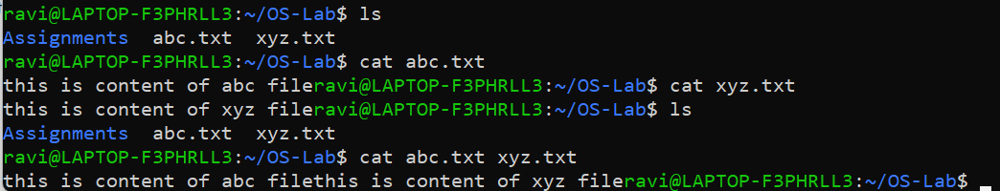 ravi@LAPTOP-F3PHRLL3:~/OS-Lab$ ls
Assignments  abc.txt  xyz.txt
ravi@LAPTOP-F3PHRLL3:~/OS-Lab$ cat abc.txt
this is content of abc fileravi@LAPTOP-F3PHRLL3:~/OS-Lab$ cat xyz.txt
this is content of xyz fileravi@LAPTOP-F3PHRLL3:~/OS-Lab$ ls
Assignments  abc.txt  xyz.txt
ravi@LAPTOP-F3PHRLL3:~/OS-Lab$ cat abc.txt xyz.txt
this is content of abc filethis is content of xyz fileravi@LAPTOP-F3PHRLL3:~/OS-Lab$